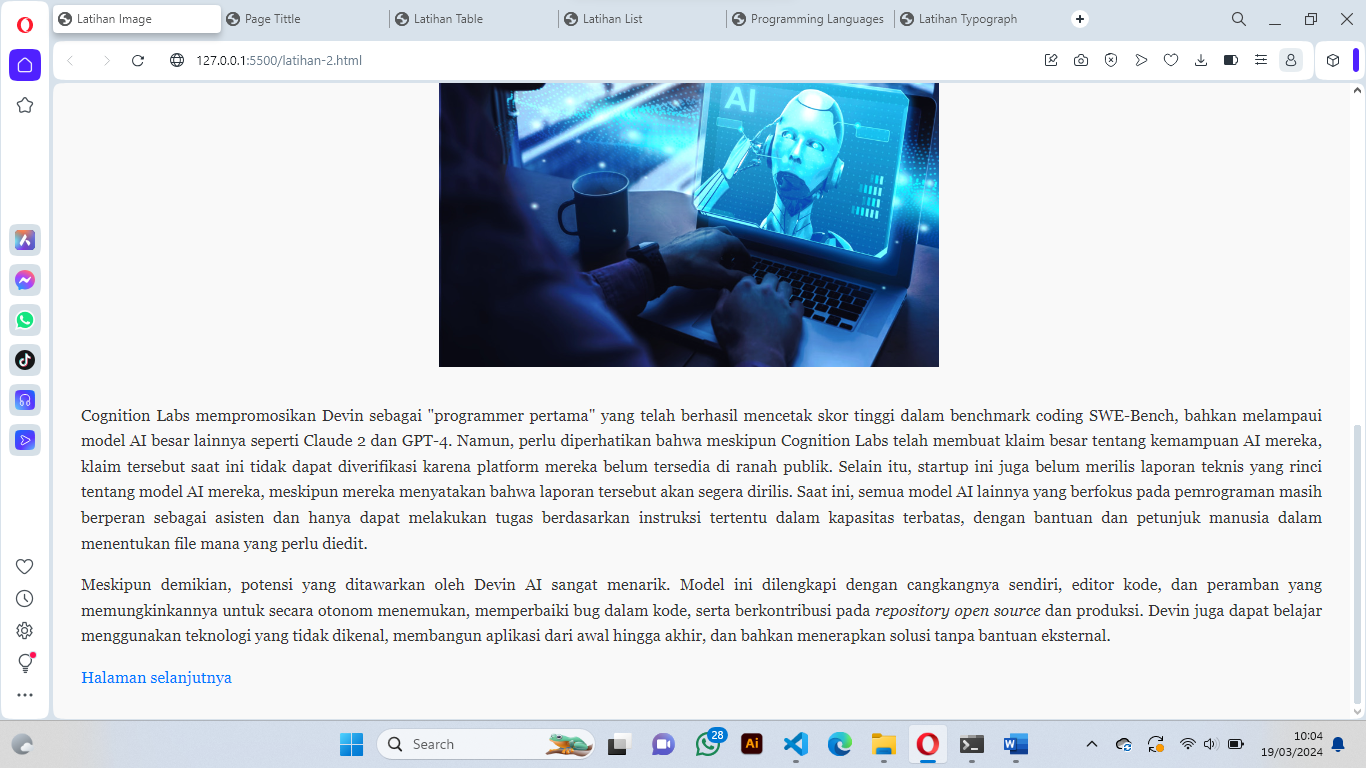 Latihan Image
Page Tittle
Latihan Table
Latihan List
Programming Languages
Latihan Typograph
127.0.0.1:5500/latihan-2.html
AI
Cognition Labs mempromosikan Devin sebagai "programmer pertama" yang telah berhasil mencetak skor tinggi dalam benchmark coding SWE-Bench, bahkan melampaui
model AI besar lainnya seperti Claude 2 dan GPT-4. Namun, perlu diperhatikan bahwa meskipun Cognition Labs telah membuat klaim besar tentang kemampuan AI mereka,
klaim tersebut saat ini tidak dapat diverifikasi karena platform mereka belum tersedia di ranah publik. Selain itu, startup ini juga belum merilis laporan teknis yang rinci
tentang model AI mereka, meskipun mereka menyatakan bahwa laporan tersebut akan segera dirilis. Saat ini, semua model AI lainnya yang berfokus pada pemrograman masih
berperan sebagai asisten dan hanya dapat melakukan tugas berdasarkan instruksi tertentu dalam kapasitas terbatas, dengan bantuan dan petunjuk manusia dalam
menentukan file mana yang perlu diedit.
Meskipun demikian, potensi yang ditawarkan oleh Devin AI sangat menarik. Model ini dilengkapi dengan cangkangnya sendiri, editor kode, dan peramban yang
memungkinkannya untuk secara otonom menemukan, memperbaiki bug dalam kode, serta berkontribusi pada repository open source dan produksi. Devin juga dapat belajar
menggunakan teknologi yang tidak dikenal, membangun aplikasi dari awal hingga akhir, dan bahkan menerapkan solusi tanpa bantuan eksternal.
Halaman selanjutnya
Search
28
Ai
10:04
19/03/2024